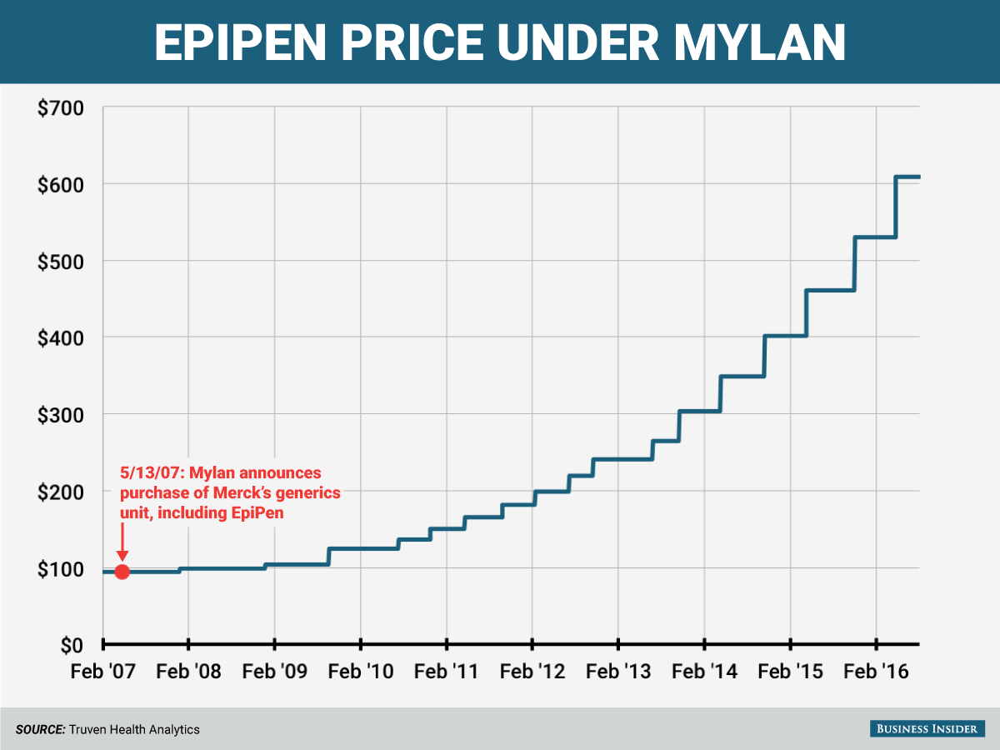 EPIPEN PRICE UNDER MYLAN
$700
$600
$500
$400
$300
$200
$100
$0
5/13/07: Mylan announces
purchase of Merck's generics
unit, including EpiPen
Feb '07 Feb '08 Feb '09 Feb '10 Feb '11 Feb '12 Feb '13 Feb '14 Feb '15 Feb '16
SOURCE: Truven Health Analytics
BUSINESS INSIDER